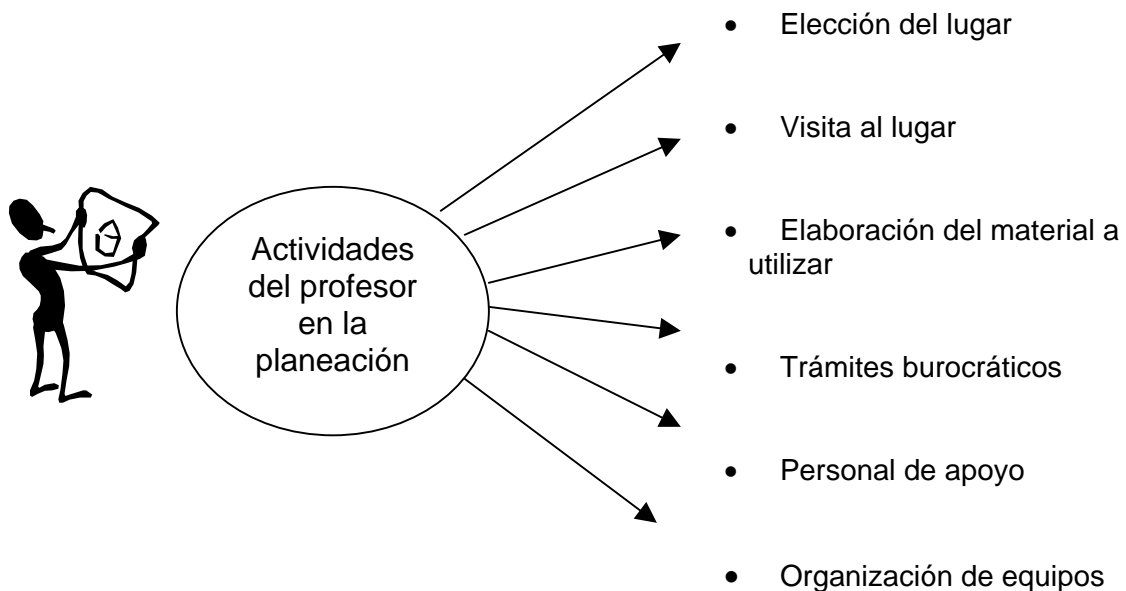 • Elección del lugar
• Visita al lugar
• Elaboración del material a
utilizar
Actividades
del profesor
en la
planeación
• Trámites burocráticos
• Personal de apoyo
• Organización de equipos